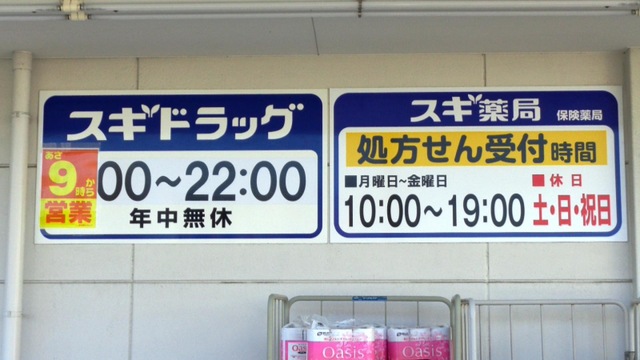 スギドラッグ
あさ
9時から
営業
00～22:00
年中無休
スギ薬局 保険薬局
処方せん受付時間
■月曜日~金曜日 ■休日
10:00～19:00 土・日・祝日
Oasis
Oasis